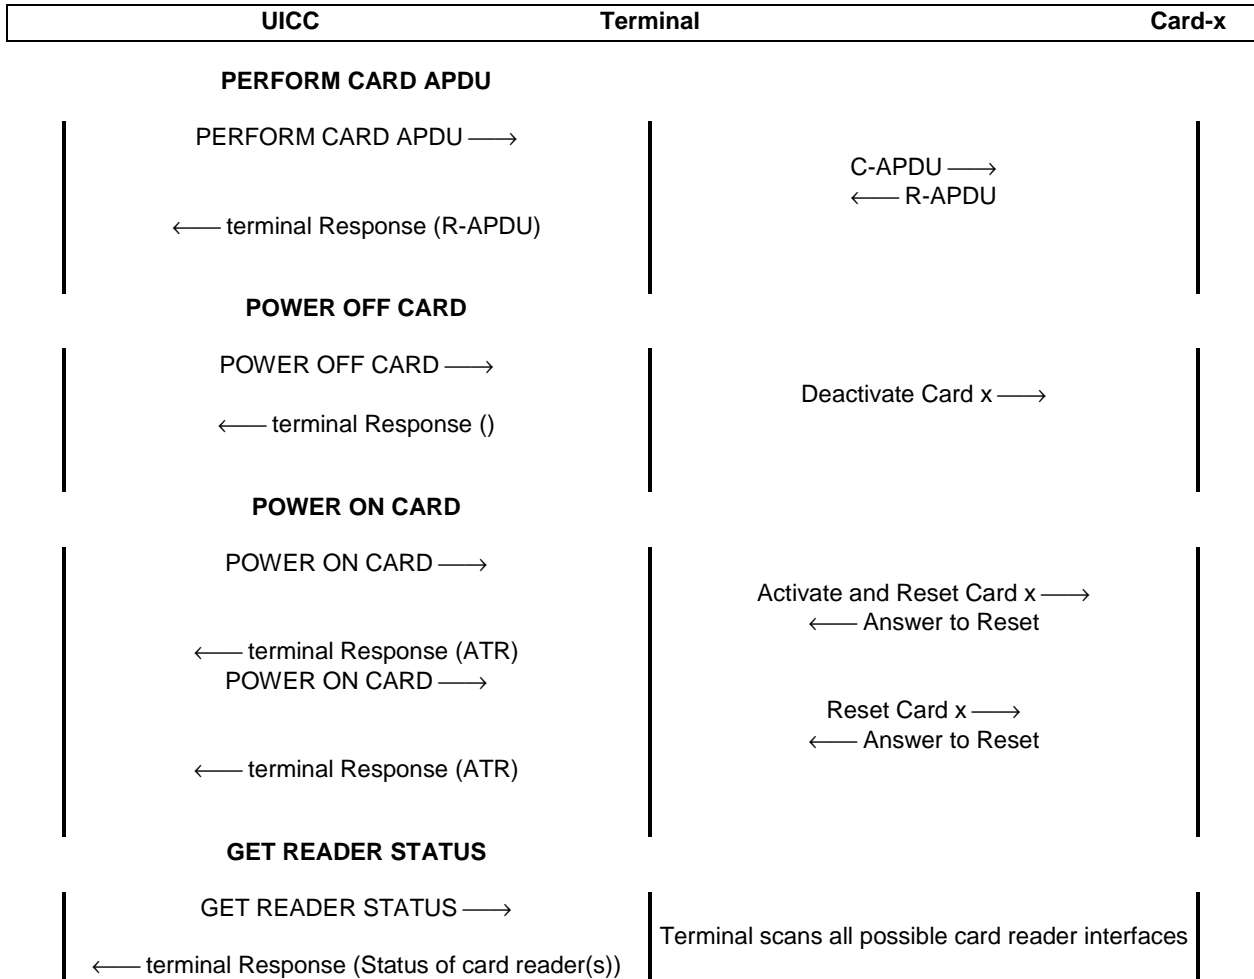 UICC Terminal Card-x
PERFORM CARD APDU
PERFORM CARD APDU ⟶
C-APDU ⟶
⟵ R-APDU
⟵ terminal Response (R-APDU)
POWER OFF CARD
POWER OFF CARD ⟶
Deactivate Card x ⟶
⟵ terminal Response ()
POWER ON CARD
POWER ON CARD ⟶
Activate and Reset Card x ⟶
⟵ Answer to Reset
⟵ terminal Response (ATR)
POWER ON CARD ⟶
Reset Card x ⟶
⟵ Answer to Reset
⟵ terminal Response (ATR)
GET READER STATUS
GET READER STATUS ⟶
Terminal scans all possible card reader interfaces
⟵ terminal Response (Status of card reader(s))